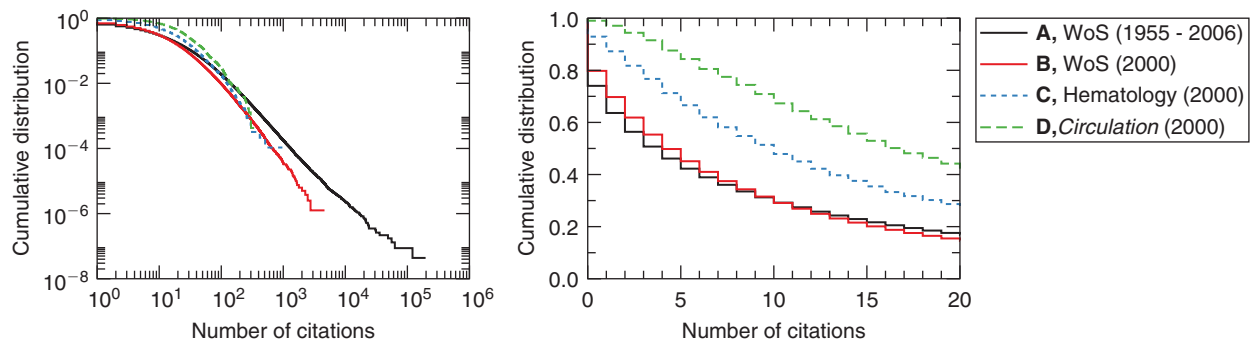 10^0
10^-2
10^-4
10^-6
10^-8
Cumulative distribution
10^0 10^1 10^2 10^3 10^4 10^5 10^6
Number of citations
1.0
0.8
0.6
0.4
0.2
0.0
Cumulative distribution
0 5 10 15 20
Number of citations
A, WoS (1955 - 2006)
B, WoS (2000)
C, Hematology (2000)
D,Circulation (2000)